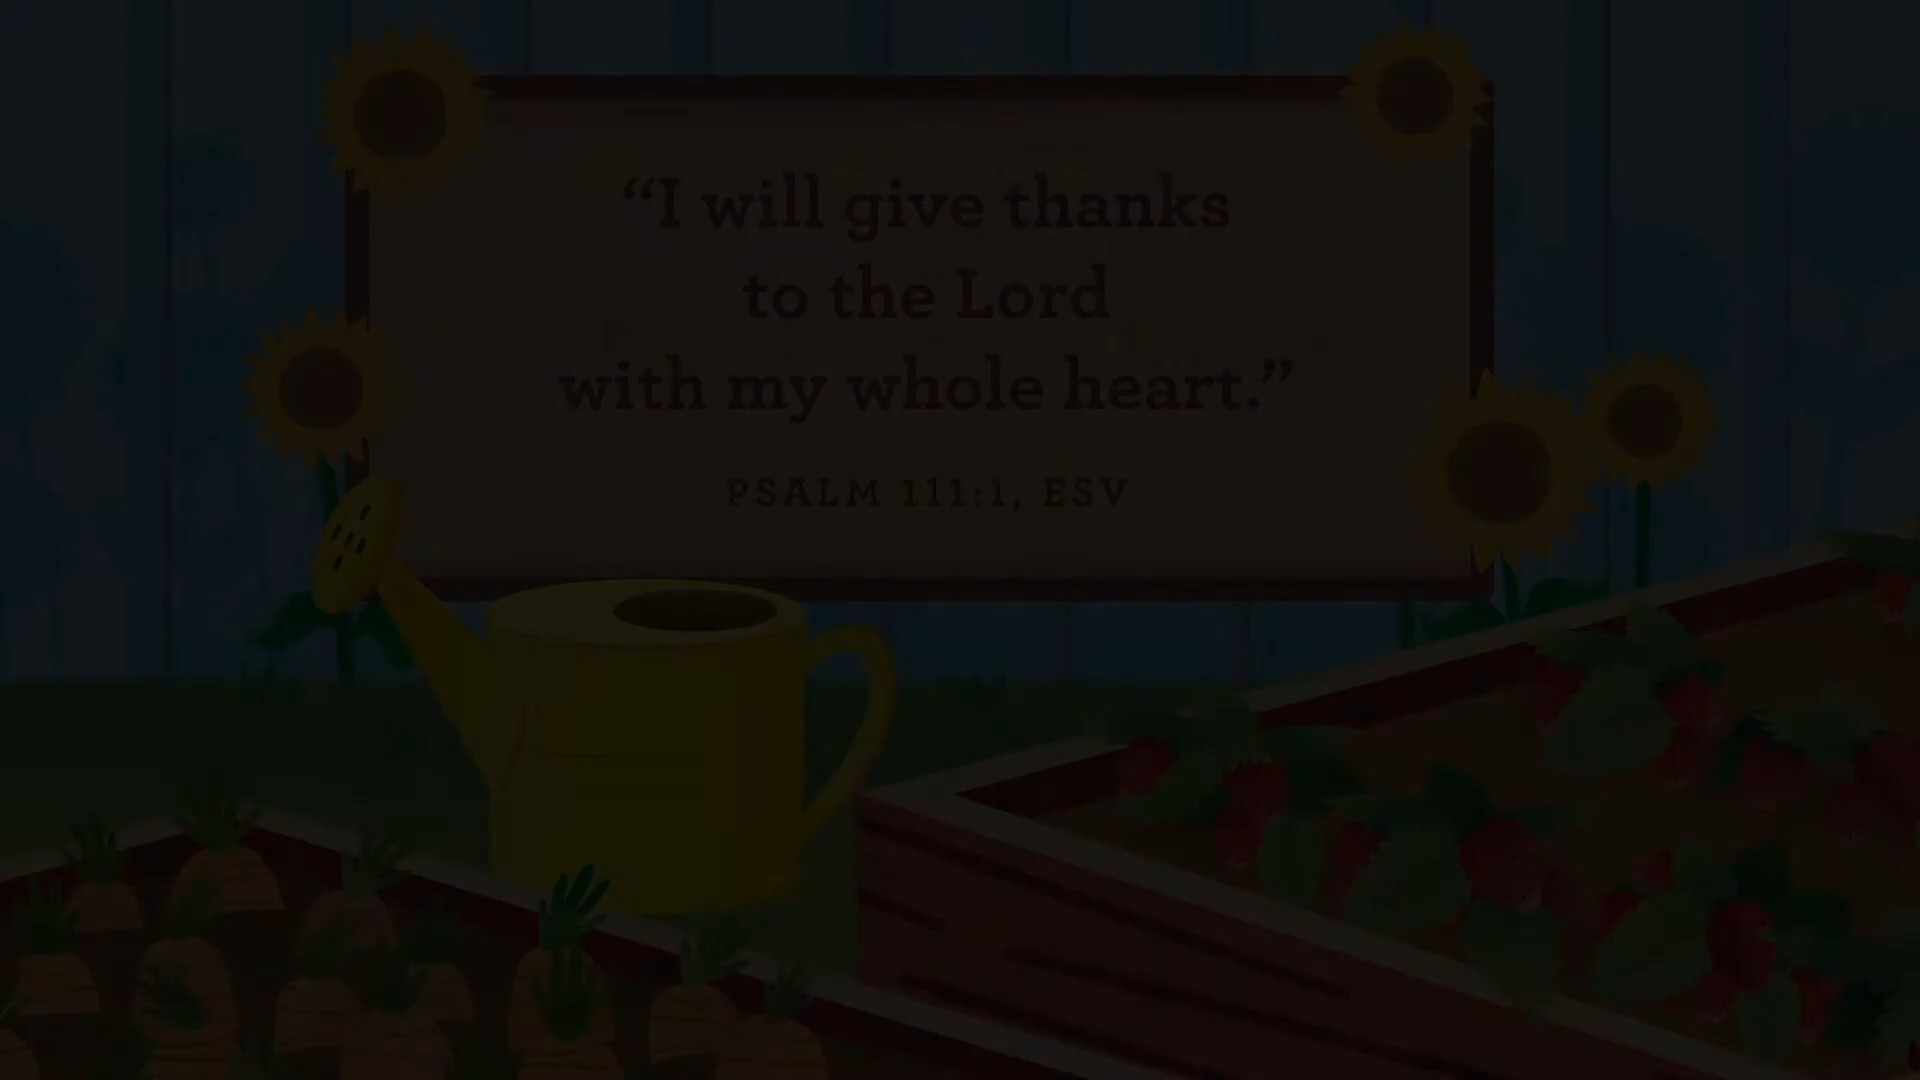 “I will give thanks
to the Lord
with my whole heart.”
PSALM 111:1, ESV